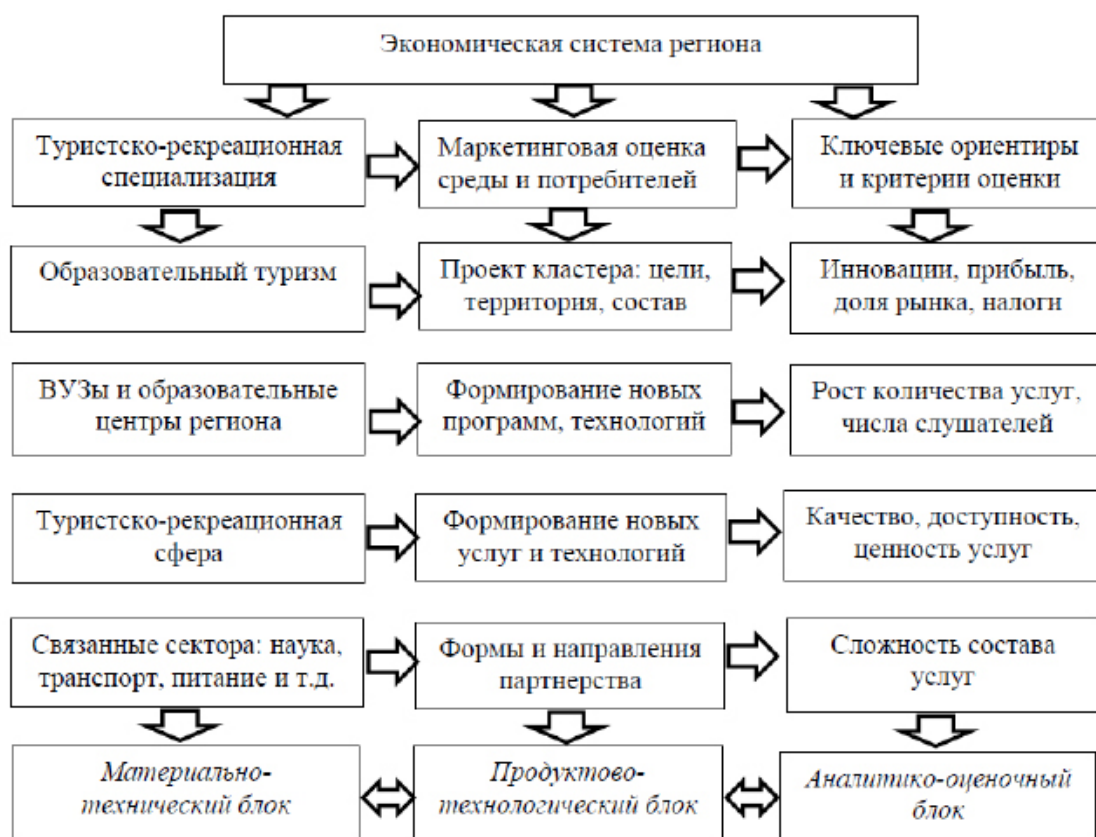 Экономическая система региона
Туристско-рекреационная
специализация
Маркетинговая оценка
среды и потребителей
Ключевые ориентиры
и критерии оценки
Образовательный туризм
Проект кластера: цели,
территория, состав
Инновации, прибыль,
доля рынка, налоги
ВУЗы и образовательные
центры региона
Формирование новых
программ, технологий
Рост количества услуг,
числа слушателей
Туристско-рекреационная
сфера
Формирование новых
услуг и технологий
Качество, доступность,
ценность услуг
Связанные сектора: наука,
транспорт, питание и т.д.
Формы и направления
партнерства
Сложность состава
услуг
Материально-
технический блок
Продуктово-
технологический блок
Аналитико-оценочный
блок